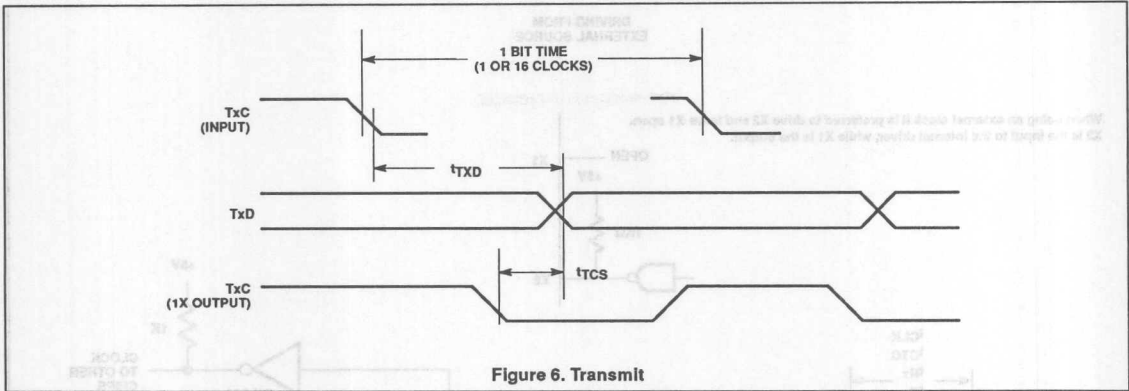 1 BIT TIME
(1 OR 16 CLOCKS)
TxC
(INPUT)
tTXD
TxD
tTCS
TxC
(1X OUTPUT)
Figure 6. Transmit